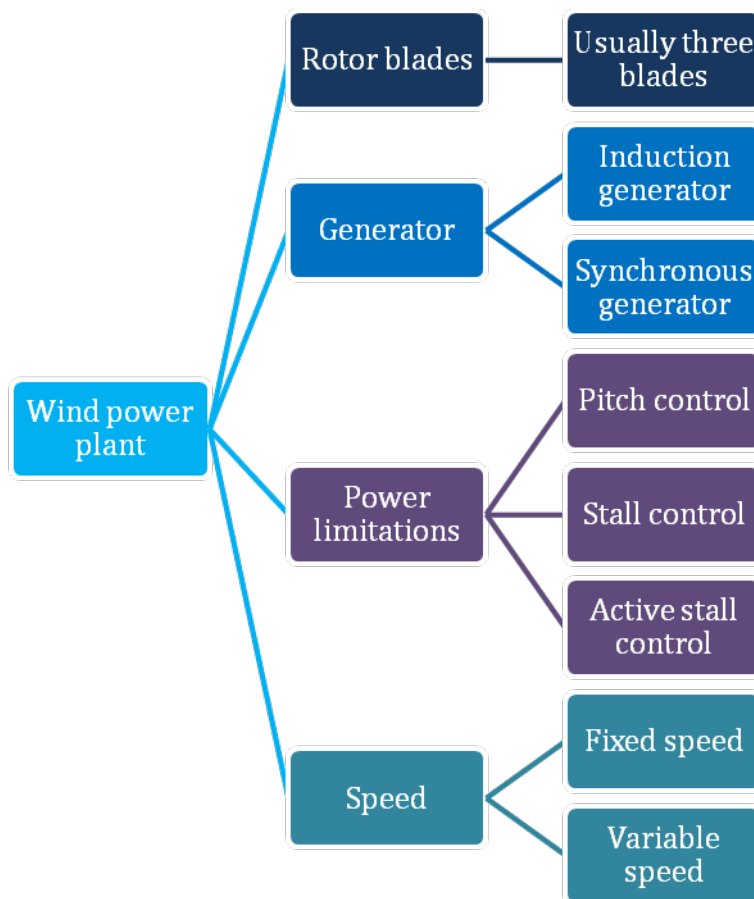 Rotor blades
Usually three
blades
Induction
generator
Generator
Synchronous
generator
Wind power
plant
Pitch control
Power
limitations
Stall control
Active stall
control
Fixed speed
Speed
Variable
speed